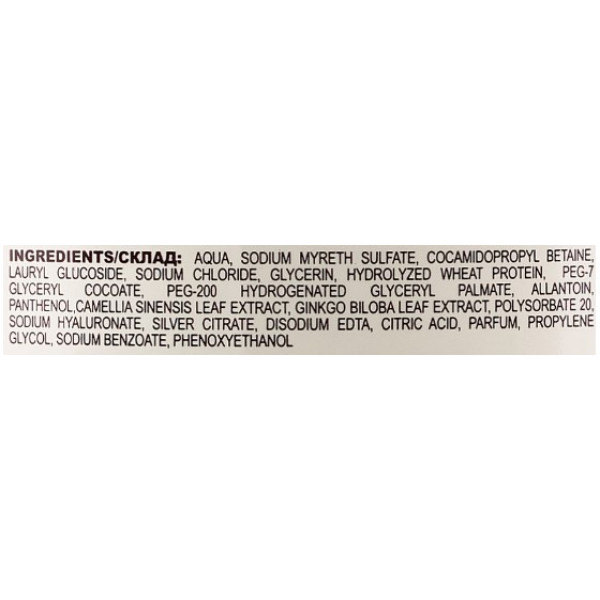 INGREDIENTS/СКЛАД: AQUA, SODIUM MYRETH SULFATE, COCAMIDOPROPYL BETAINE,
LAURYL GLUCOSIDE, SODIUM CHLORIDE, GLYCERIN, HYDROLYZED WHEAT PROTEIN, PEG-7
GLYCERYL COCOATE, PEG-200 HYDROGENATED GLYCERYL PALMATE, ALLANTOIN,
PANTHENOL,CAMELLIA SINENSIS LEAF EXTRACT, GINKGO BILOBA LEAF EXTRACT, POLYSORBATE 20,
SODIUM HYALURONATE, SILVER CITRATE, DISODIUM EDTA, CITRIC ACID, PARFUM, PROPYLENE
GLYCOL, SODIUM BENZOATE, PHENOXYETHANOL